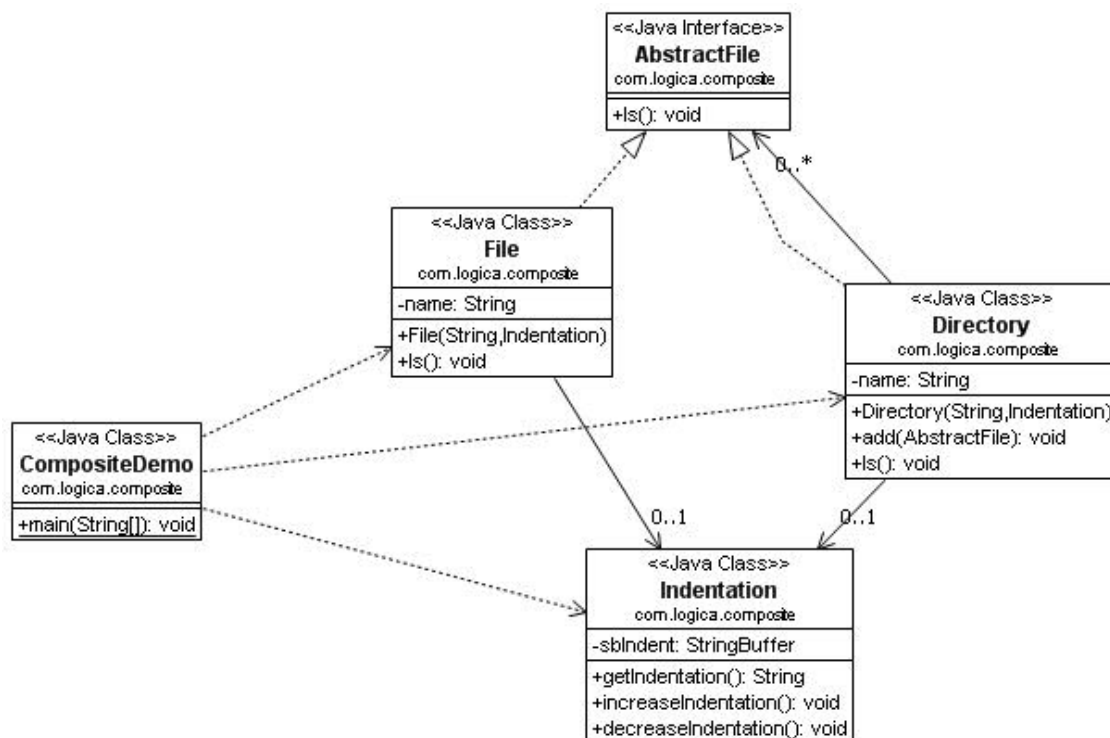 <<Java Interface>>
AbstractFile
com.logica.composite
+ls(): void
0..*
<<Java Class>>
File
com.logica.composite
-name: String
+File(String,Indentation)
+ls(): void
<<Java Class>>
Directory
com.logica.composite
-name: String
+Directory(String,Indentation)
+add(AbstractFile): void
+ls(): void
<<Java Class>>
CompositeDemo
com.logica.composite
+main(String[]): void
0..1
0..1
<<Java Class>>
Indentation
com.logica.composite
-sbIndent: StringBuffer
+getIndentation(): String
+increaseIndentation(): void
+decreaseIndentation(): void